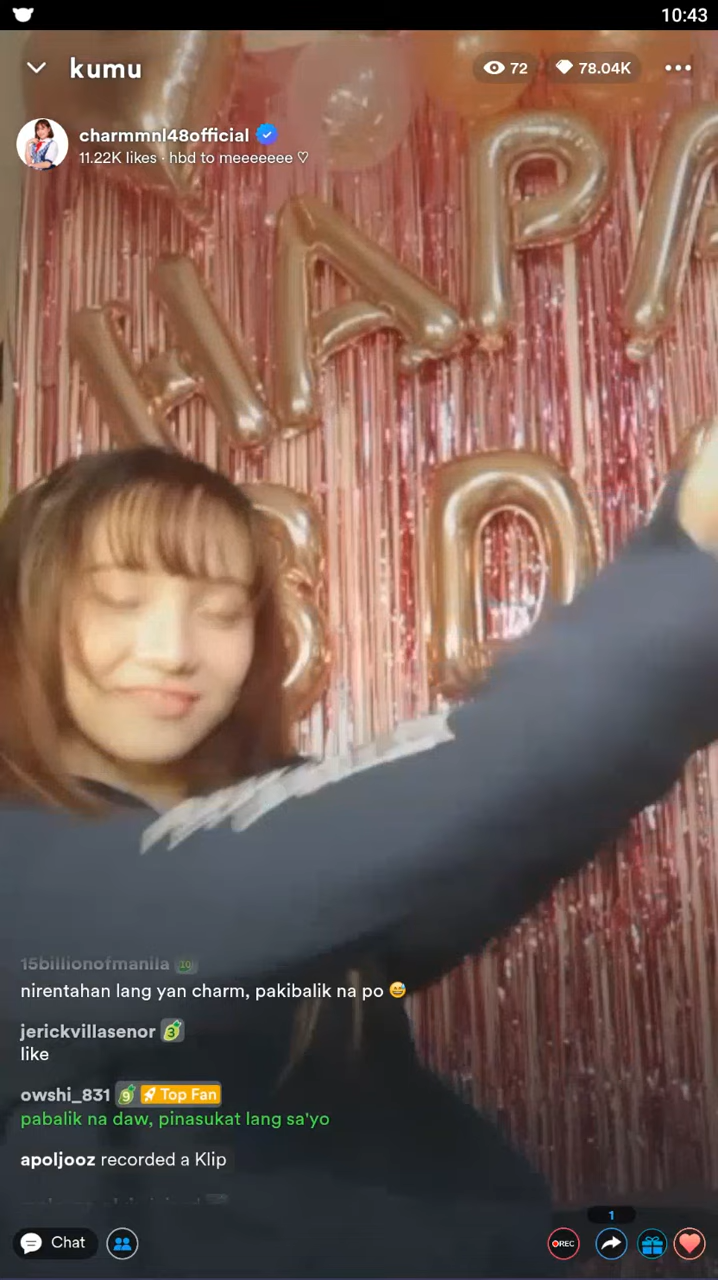 10:43
kumu
72
78.04K
charmmnl48official
11.22K likes · hbd to meeeeeee ♡
HAPP
BD
15billionofmanila 10
nirentahan lang yan charm, pakibalik na po 😅
jerickvillasenor 3
like
owshi_831 9 Top Fan
pabalik na daw, pinasukat lang sa'yo
apoljooz recorded a Klip
1
Chat
REC